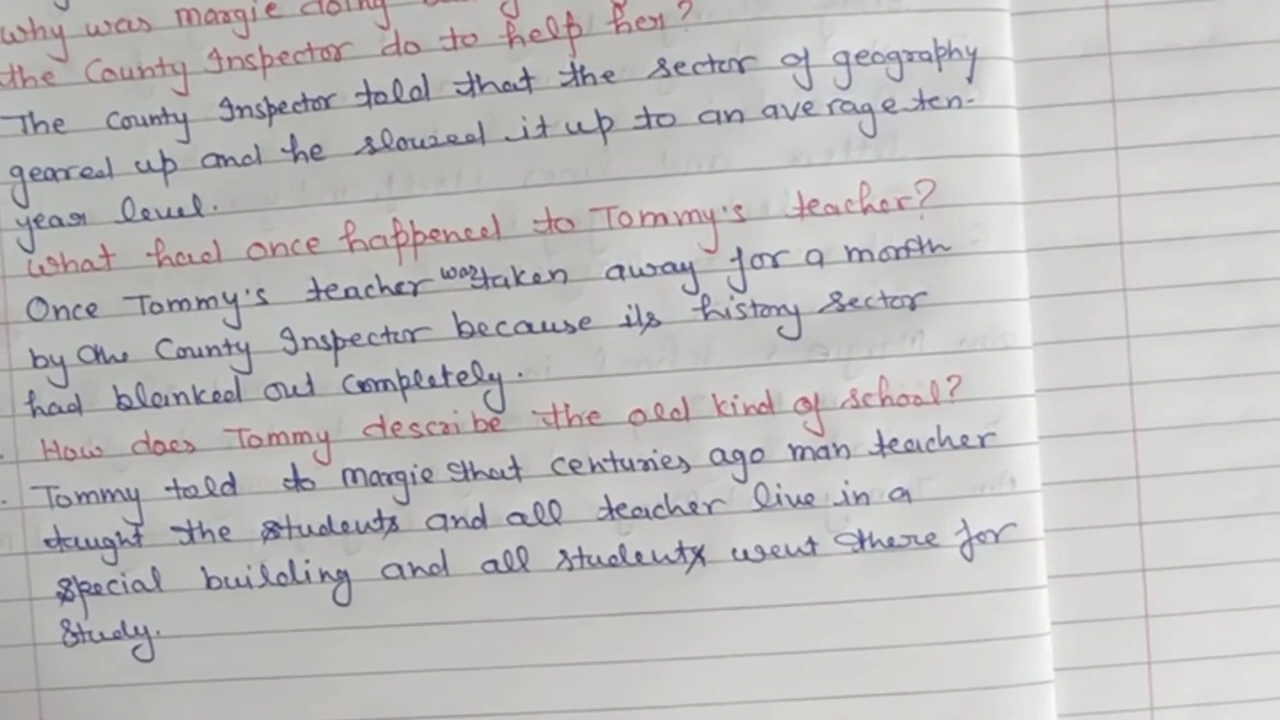 why was margie doing
the County Inspector do to help her?
The County Inspector told that the sector of geography
geared up and he slowed it up to an average ten-
year level.
What had once happened to Tommy's teacher?
Once Tommy's teacher was taken away for a month
by the County Inspector because its history sector
had blanked out completely.
How does Tommy describe the old kind of school?
Tommy told to Margie that centuries ago man teacher
taught the students and all teacher live in a
special building and all students went there for
study.